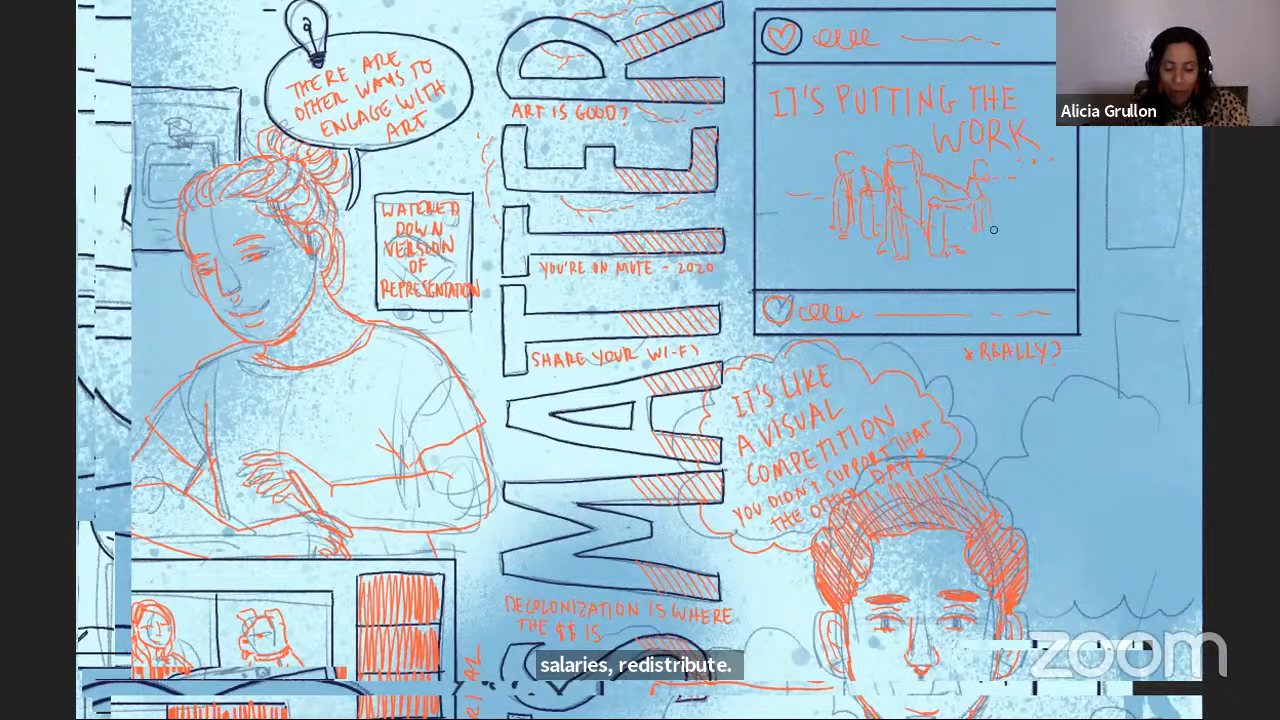 THERE ARE
OTHER WAYS TO
ENGAGE WITH
ART
WATERED
DOWN
VERSION
OF
REPRESENTATION
MATTER
ART IS GOOD?
YOU'RE ON MUTE - 2020
SHARE YOUR WI-FI
DECOLONIZATION IS WHERE
THE $$ IS
IT'S PUTTING THE
WORK
*REALLY?
IT'S LIKE
A VISUAL
COMPETITION
YOU DIDN'T SUPPORT THAT
THE OTHER DAY *
Alicia Grullon
salaries, redistribute.
zoom